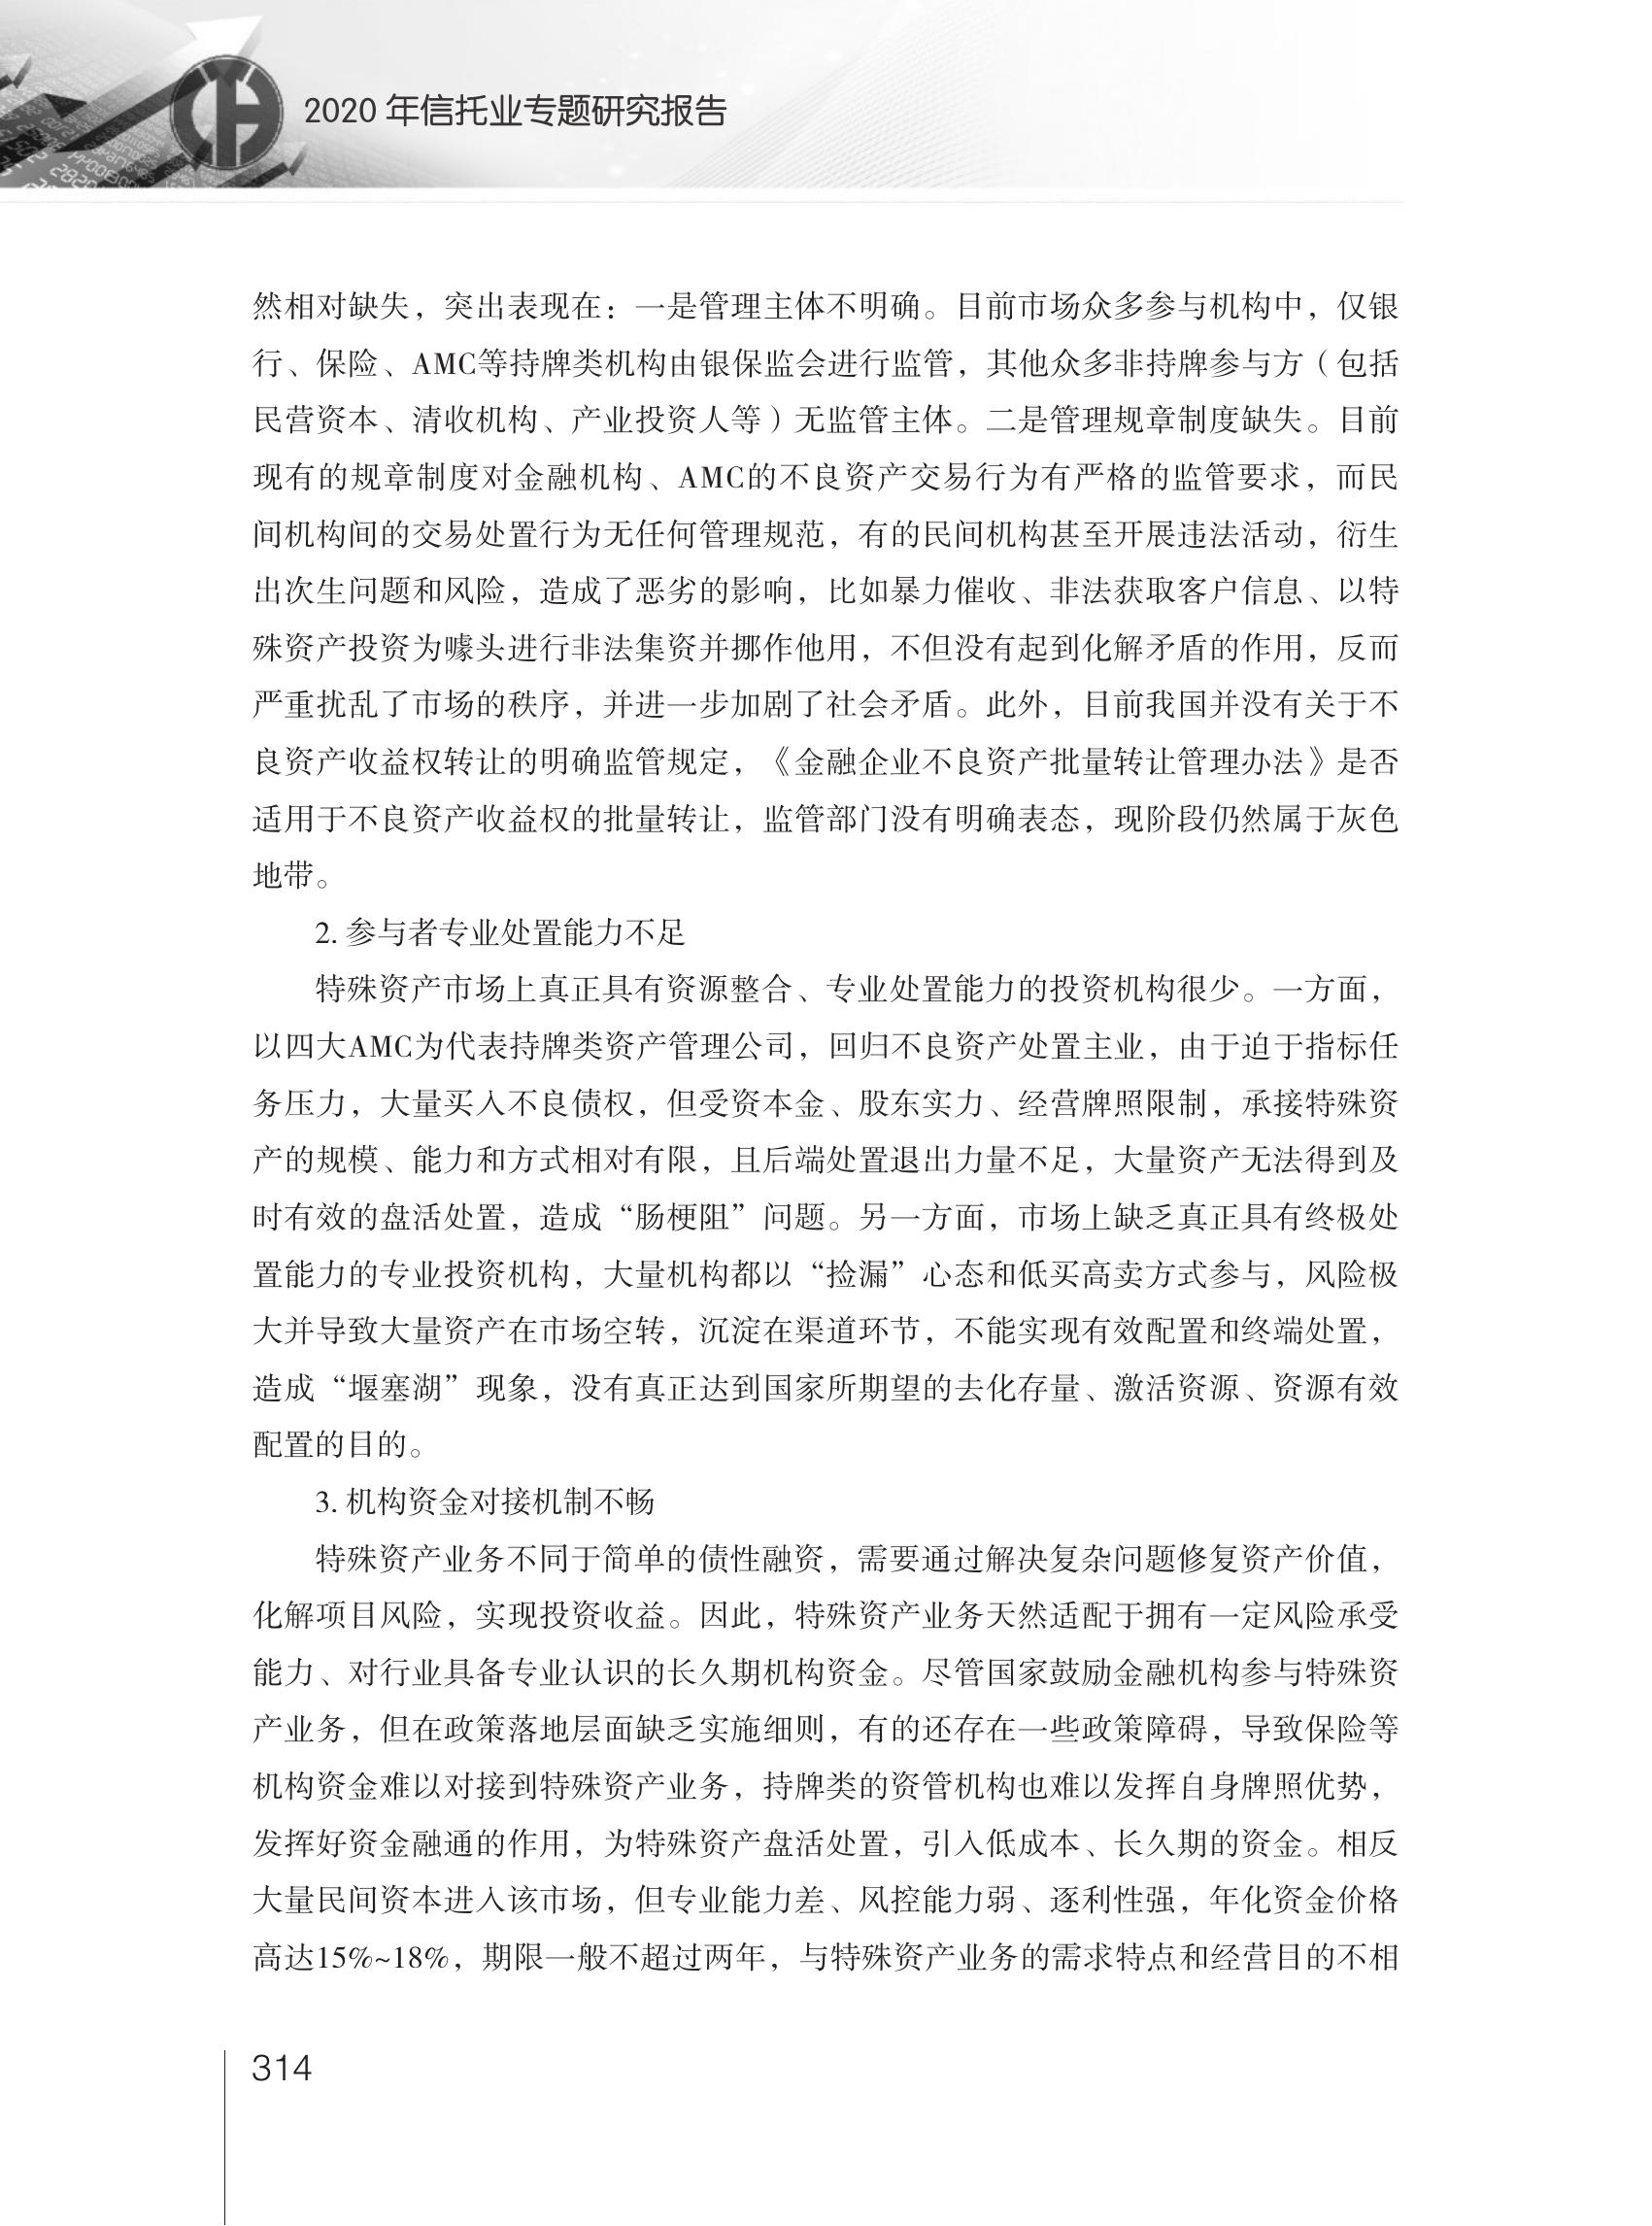 2020 年信托业专题研究报告
然相对缺失，突出表现在：一是管理主体不明确。目前市场众多参与机构中，仅银
行、保险、AMC等持牌类机构由银保监会进行监管，其他众多非持牌参与方（包括
民营资本、清收机构、产业投资人等）无监管主体。二是管理规章制度缺失。目前
现有的规章制度对金融机构、AMC的不良资产交易行为有严格的监管要求，而民
间机构间的交易处置行为无任何管理规范，有的民间机构甚至开展违法活动，衍生
出次生问题和风险，造成了恶劣的影响，比如暴力催收、非法获取客户信息、以特
殊资产投资为噱头进行非法集资并挪作他用，不但没有起到化解矛盾的作用，反而
严重扰乱了市场的秩序，并进一步加剧了社会矛盾。此外，目前我国并没有关于不
良资产收益权转让的明确监管规定，《金融企业不良资产批量转让管理办法》是否
适用于不良资产收益权的批量转让，监管部门没有明确表态，现阶段仍然属于灰色
地带。
2. 参与者专业处置能力不足
特殊资产市场上真正具有资源整合、专业处置能力的投资机构很少。一方面，
以四大AMC为代表持牌类资产管理公司，回归不良资产处置主业，由于迫于指标任
务压力，大量买入不良债权，但受资本金、股东实力、经营牌照限制，承接特殊资
产的规模、能力和方式相对有限，且后端处置退出力量不足，大量资产无法得到及
时有效的盘活处置，造成“肠梗阻”问题。另一方面，市场上缺乏真正具有终极处
置能力的专业投资机构，大量机构都以“捡漏”心态和低买高卖方式参与，风险极
大并导致大量资产在市场空转，沉淀在渠道环节，不能实现有效配置和终端处置，
造成“堰塞湖”现象，没有真正达到国家所期望的去化存量、激活资源、资源有效
配置的目的。
3. 机构资金对接机制不畅
特殊资产业务不同于简单的债性融资，需要通过解决复杂问题修复资产价值，
化解项目风险，实现投资收益。因此，特殊资产业务天然适配于拥有一定风险承受
能力、对行业具备专业认识的长久期机构资金。尽管国家鼓励金融机构参与特殊资
产业务，但在政策落地层面缺乏实施细则，有的还存在一些政策障碍，导致保险等
机构资金难以对接到特殊资产业务，持牌类的资管机构也难以发挥自身牌照优势，
发挥好资金融通的作用，为特殊资产盘活处置，引入低成本、长久期的资金。相反
大量民间资本进入该市场，但专业能力差、风控能力弱、逐利性强，年化资金价格
高达15%~18%，期限一般不超过两年，与特殊资产业务的需求特点和经营目的不相
314